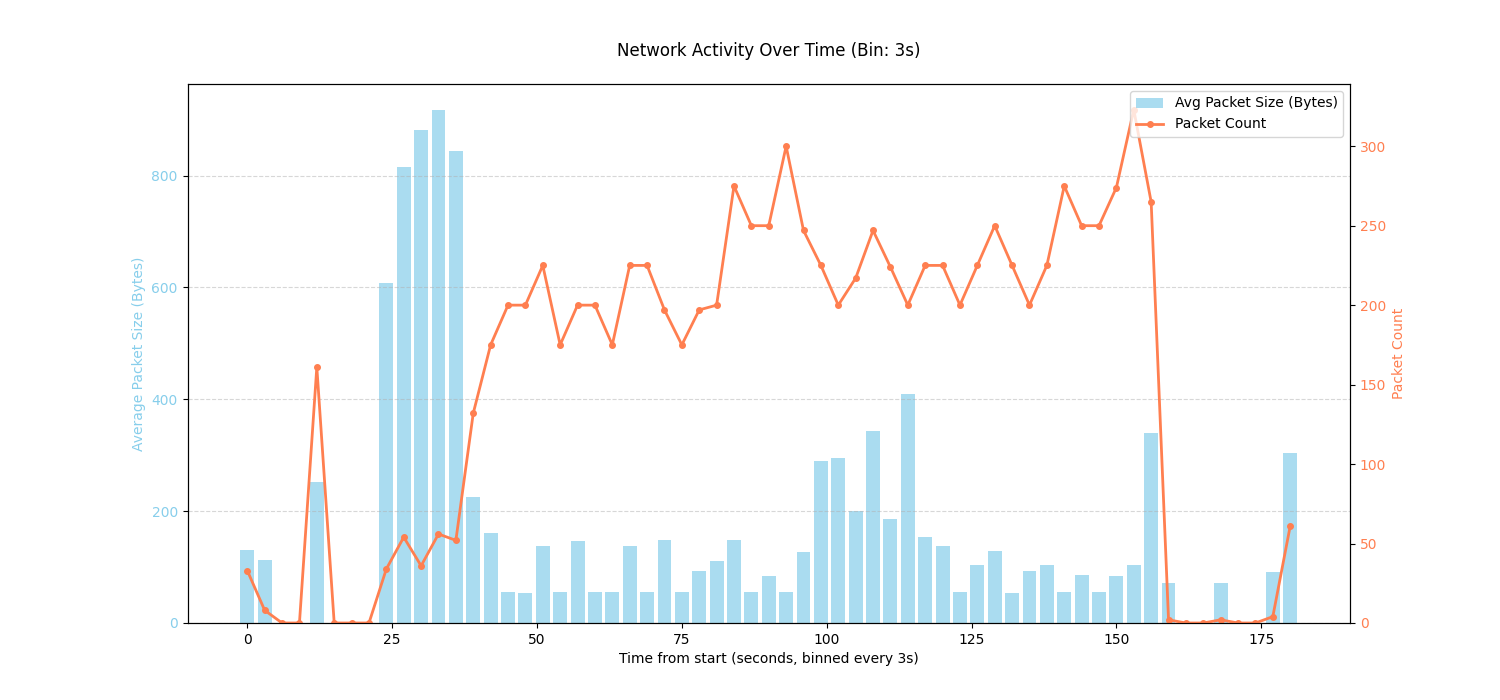 Network Activity Over Time (Bin: 3s)
Avg Packet Size (Bytes)
Packet Count
Average Packet Size (Bytes)
800
600
400
200
0
300
250
200
150
100
50
0
Packet Count
0 25 50 75 100 125 150 175
Time from start (seconds, binned every 3s)